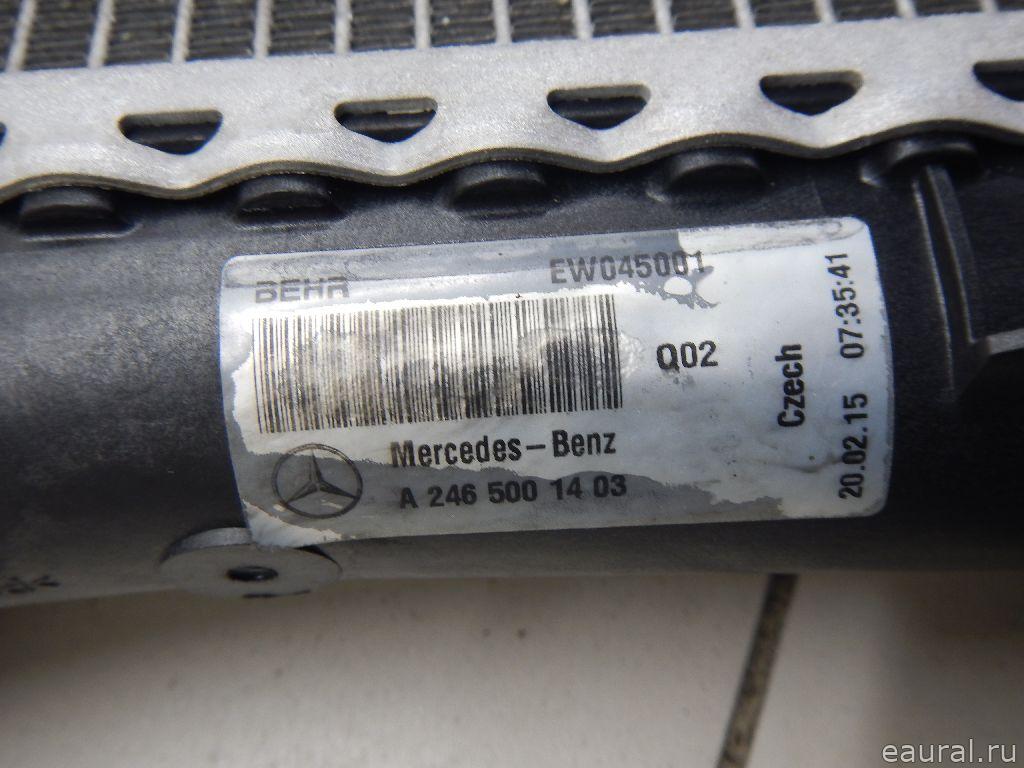 BEHR
EW045001
Q02
Mercedes-Benz
A 246 500 14 03
Czech
20.02.15 07:35:41
eaural.ru